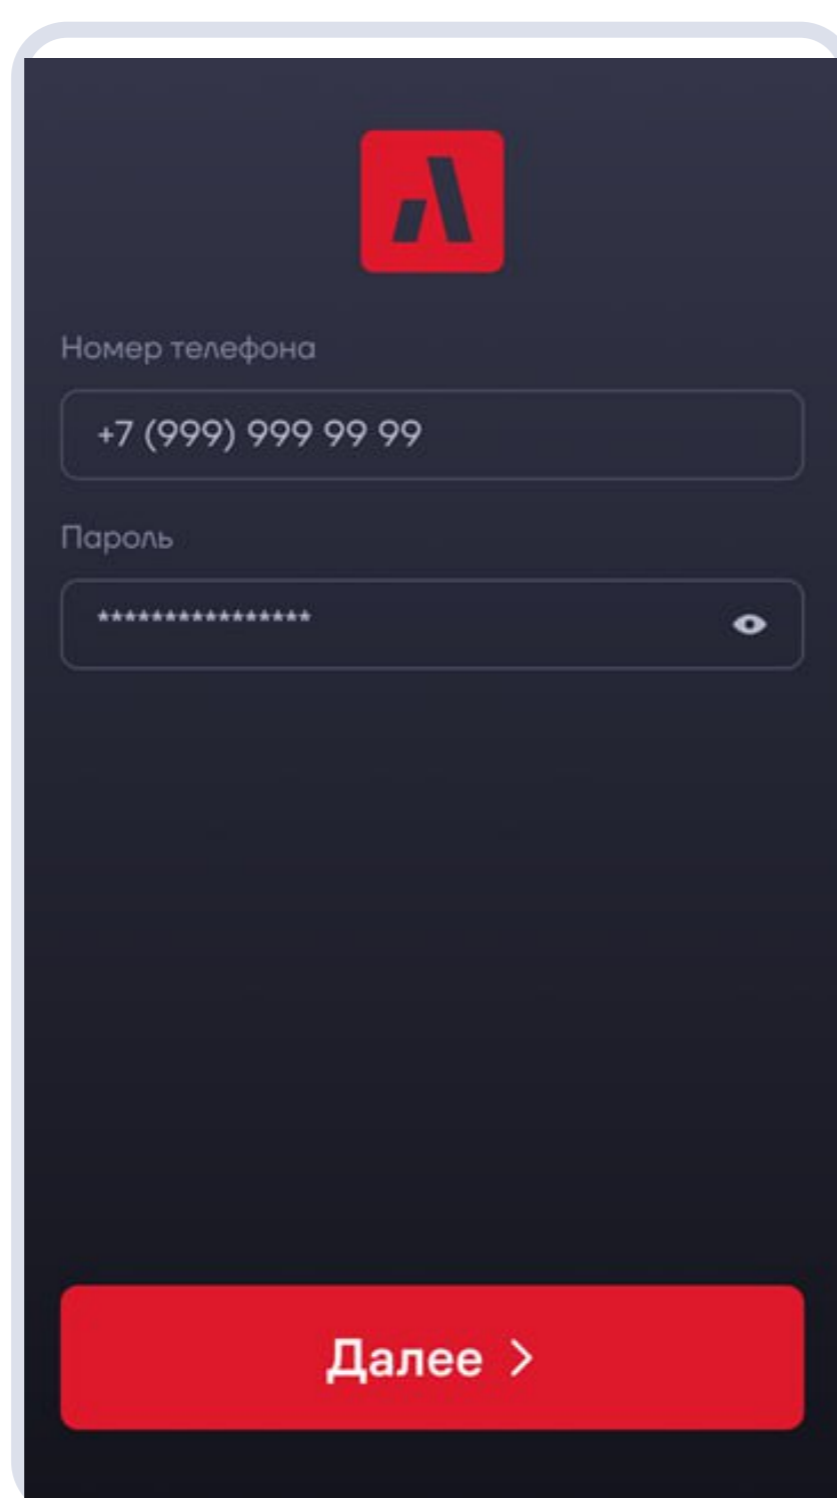 Номер телефона
+7 (999) 999 99 99
Пароль
****************
Далее >